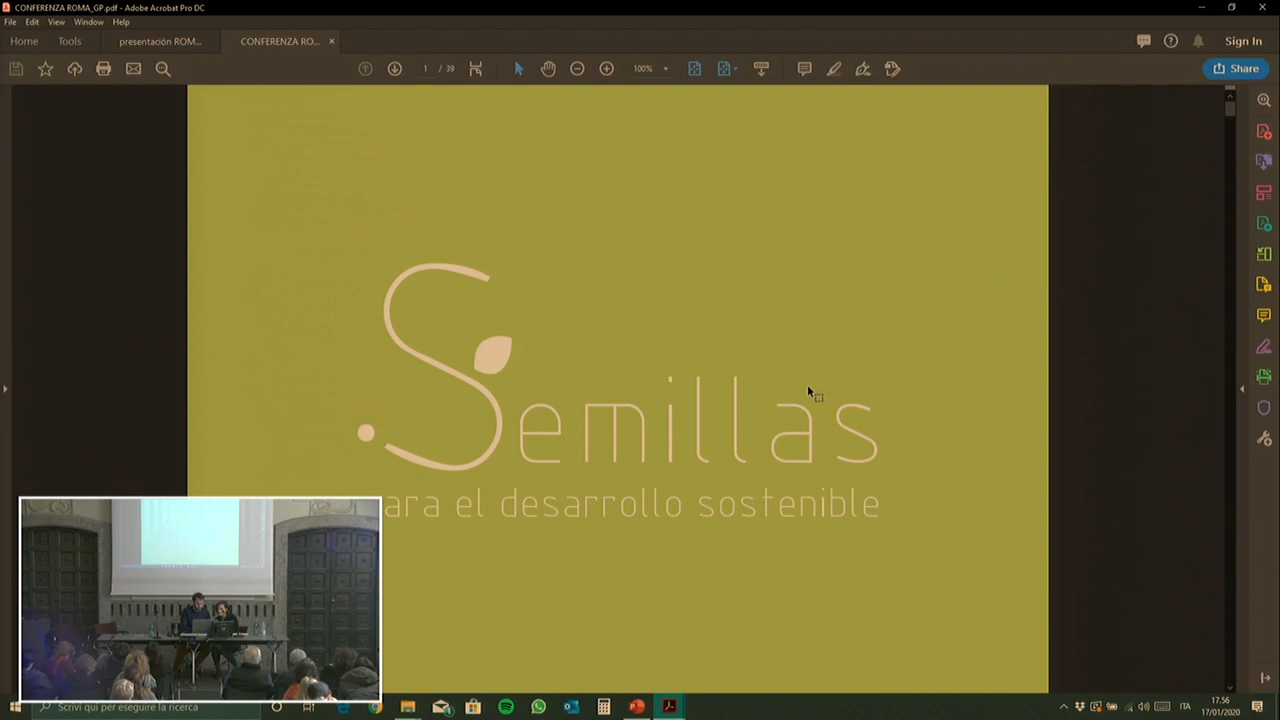 CONFERENZA ROMA_GP.pdf - Adobe Acrobat Pro DC
File Edit View Window Help
Home Tools presentación ROM... CONFERENZA RO... ×
Sign In
1 / 39
100%
Share
Semillas
ara el desarrollo sostenible
Scrivi qui per eseguire la ricerca
ITA
17.56
17/01/2020